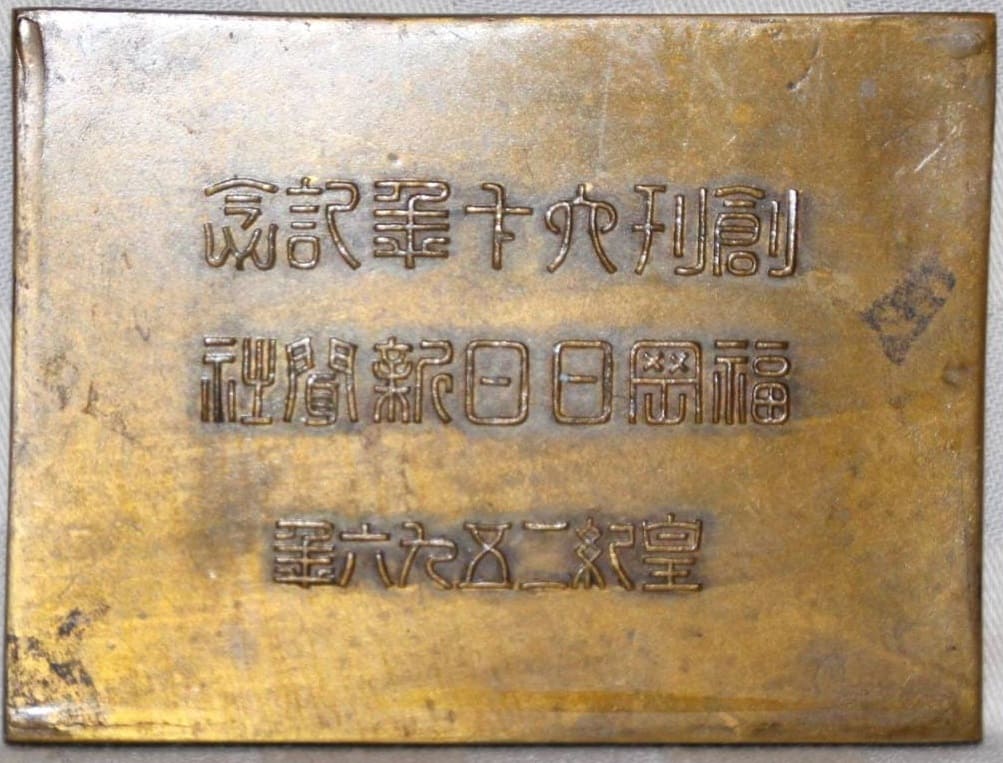 創刊六十年記念
福岡日日新聞社
皇紀二五九六年